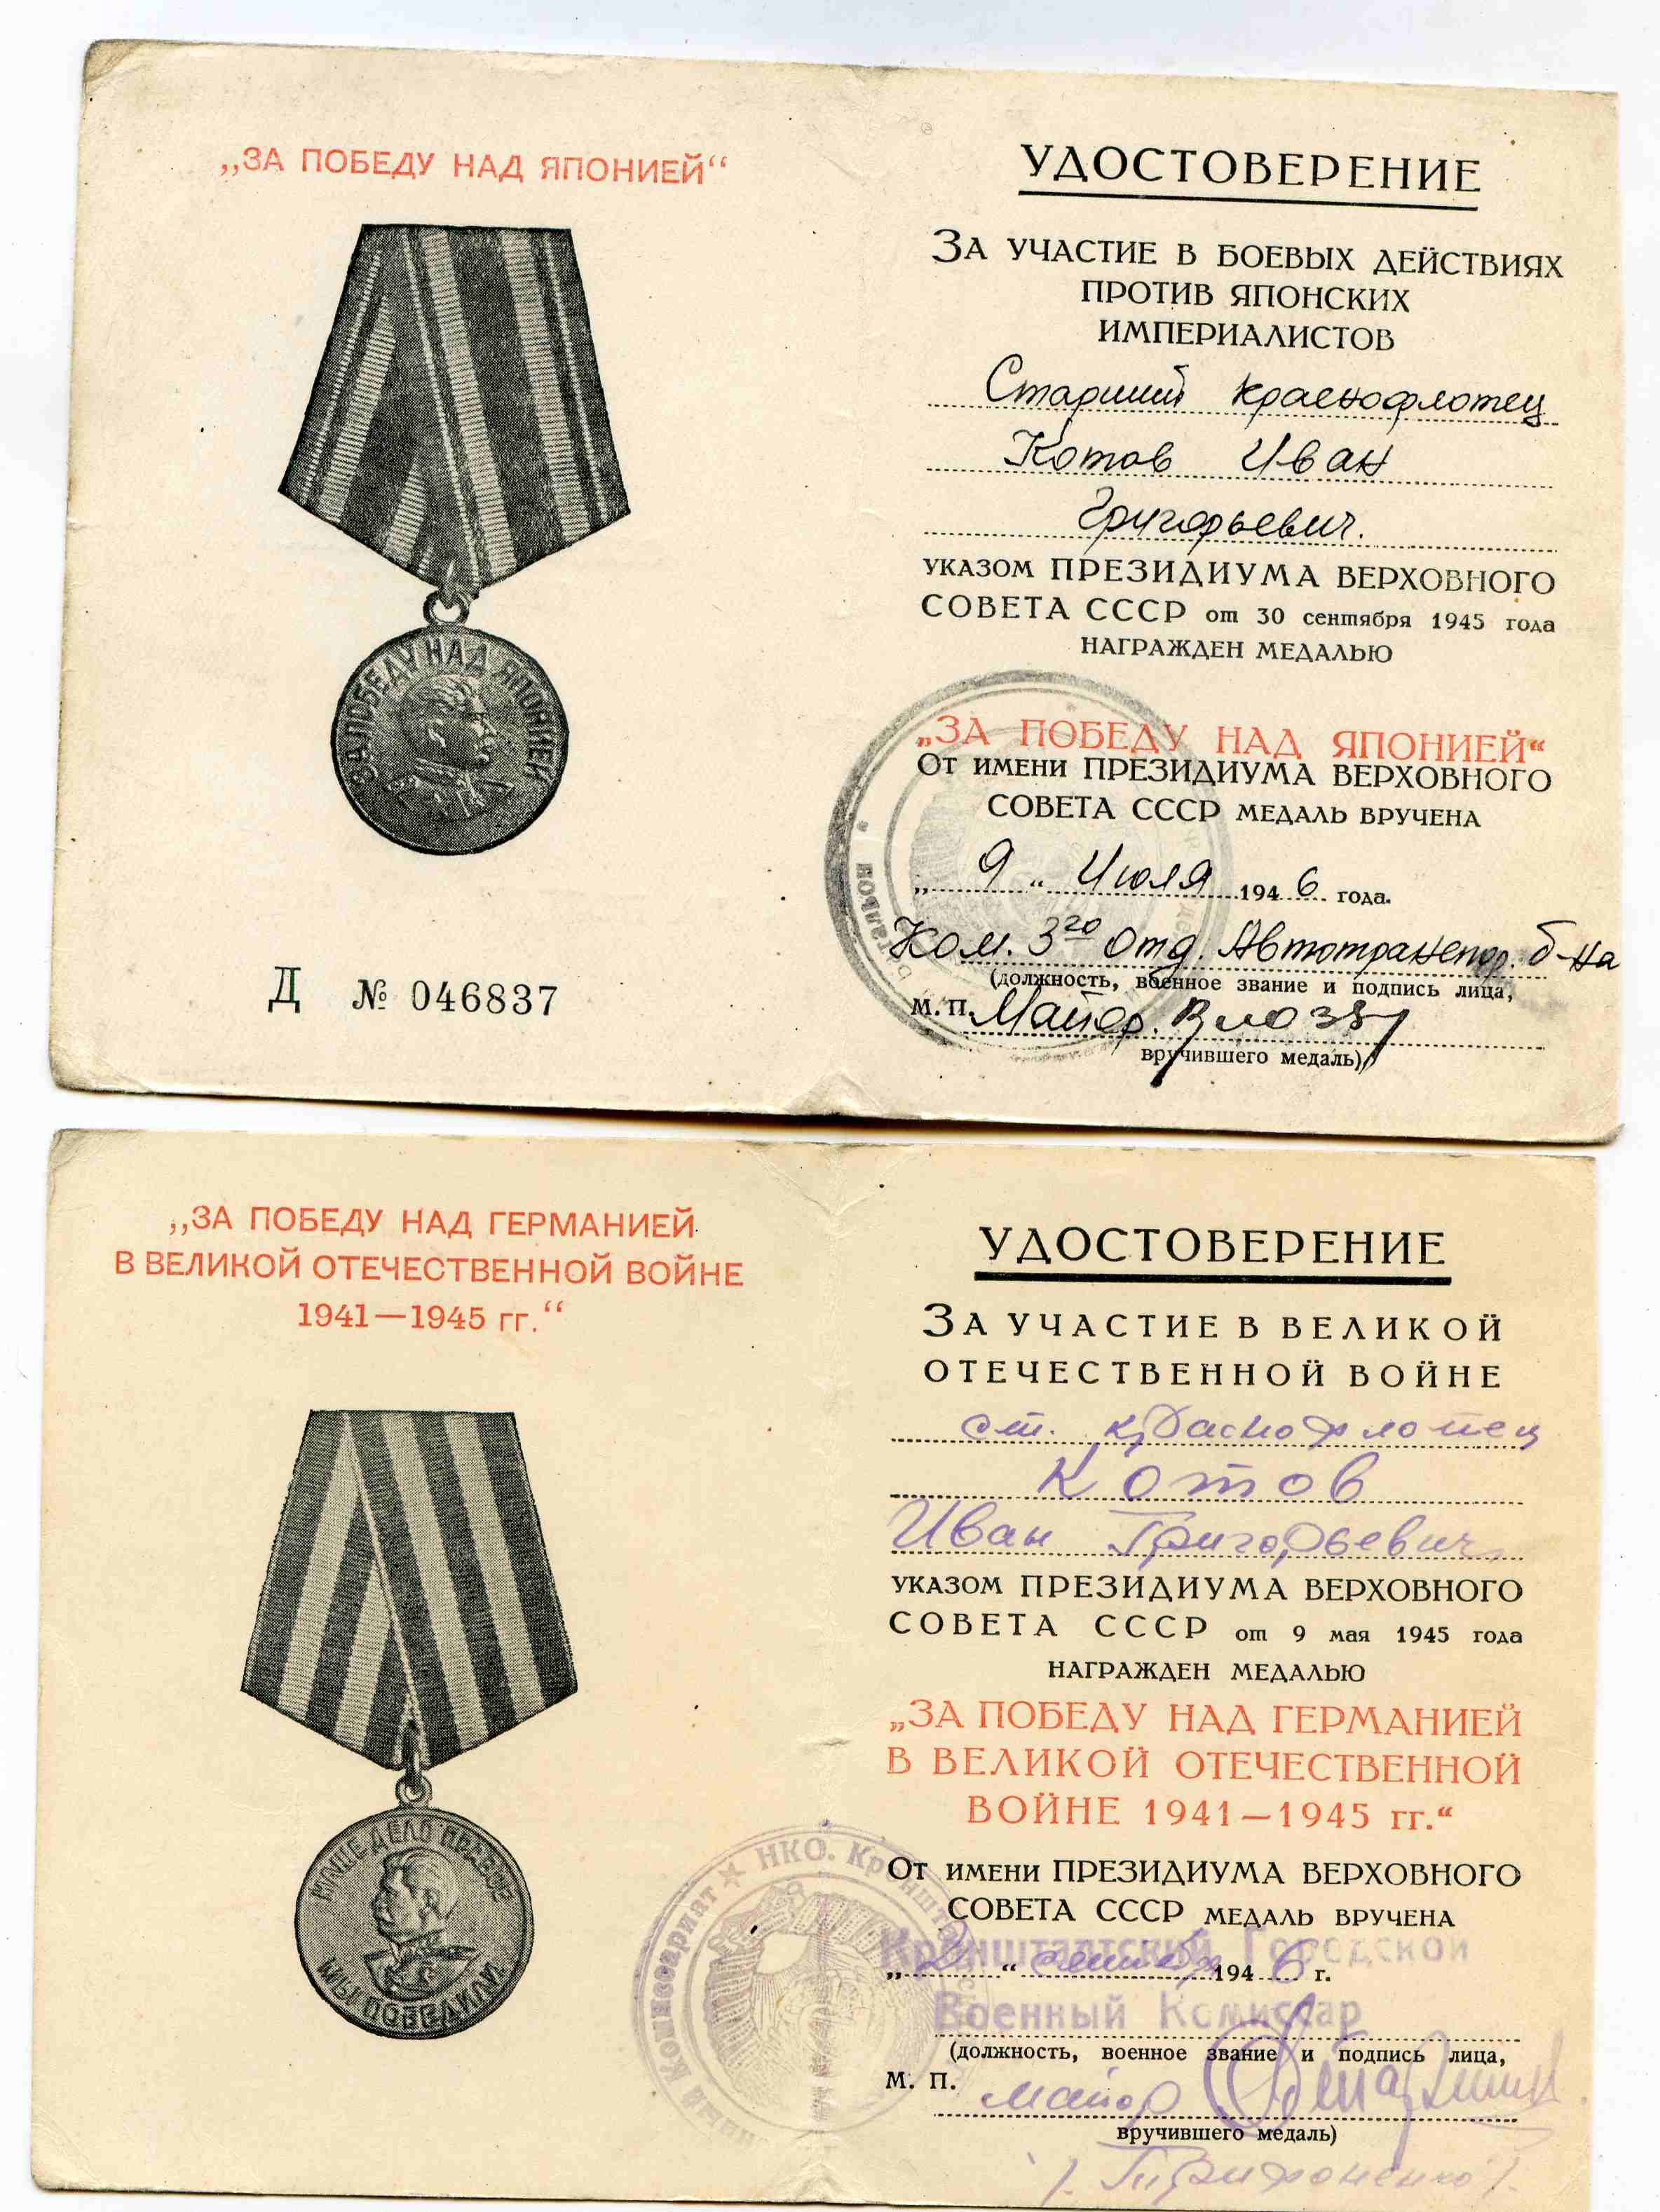 „ЗА ПОБЕДУ НАД ЯПОНИЕЙ“
ЗА ПОБЕДУ НАД ЯПОНИЕЙ
Д № 046837
УДОСТОВЕРЕНИЕ
ЗА УЧАСТИЕ В БОЕВЫХ ДЕЙСТВИЯХ
ПРОТИВ ЯПОНСКИХ
ИМПЕРИАЛИСТОВ
Старший краснофлотец
Котов Иван
Григорьевич.
УКАЗОМ ПРЕЗИДИУМА ВЕРХОВНОГО
СОВЕТА СССР от 30 сентября 1945 года
НАГРАЖДЕН МЕДАЛЬЮ
„ЗА ПОБЕДУ НАД ЯПОНИЕЙ“
ОТ ИМЕНИ ПРЕЗИДИУМА ВЕРХОВНОГО
СОВЕТА СССР МЕДАЛЬ ВРУЧЕНА
„ 9 “ Июля 1946 года.
Ком. 3го Отд. Автотранспор. б-на
(должность, военное звание и подпись лица,
М. П. Майор.
вручившего медаль)
„ЗА ПОБЕДУ НАД ГЕРМАНИЕЙ
В ВЕЛИКОЙ ОТЕЧЕСТВЕННОЙ ВОЙНЕ
1941—1945 гг.“
НАШЕ ДЕЛО ПРАВОЕ
МЫ ПОБЕДИЛИ
УДОСТОВЕРЕНИЕ
ЗА УЧАСТИЕ В ВЕЛИКОЙ
ОТЕЧЕСТВЕННОЙ ВОЙНЕ
ст. краснофлотец
Котов
Иван Григорьевич
УКАЗОМ ПРЕЗИДИУМА ВЕРХОВНОГО
СОВЕТА СССР от 9 мая 1945 года
НАГРАЖДЕН МЕДАЛЬЮ
„ЗА ПОБЕДУ НАД ГЕРМАНИЕЙ
В ВЕЛИКОЙ ОТЕЧЕСТВЕННОЙ
ВОЙНЕ 1941—1945 гг.“
ОТ ИМЕНИ ПРЕЗИДИУМА ВЕРХОВНОГО
СОВЕТА СССР МЕДАЛЬ ВРУЧЕНА
Кронштадтский Городской
„ 2 “ 1946 г.
Военный Комиссар
(должность, военное звание и подпись лица,
М. П. майор
вручившего медаль)
/Трифоненко/.
НКО. Комиссариат